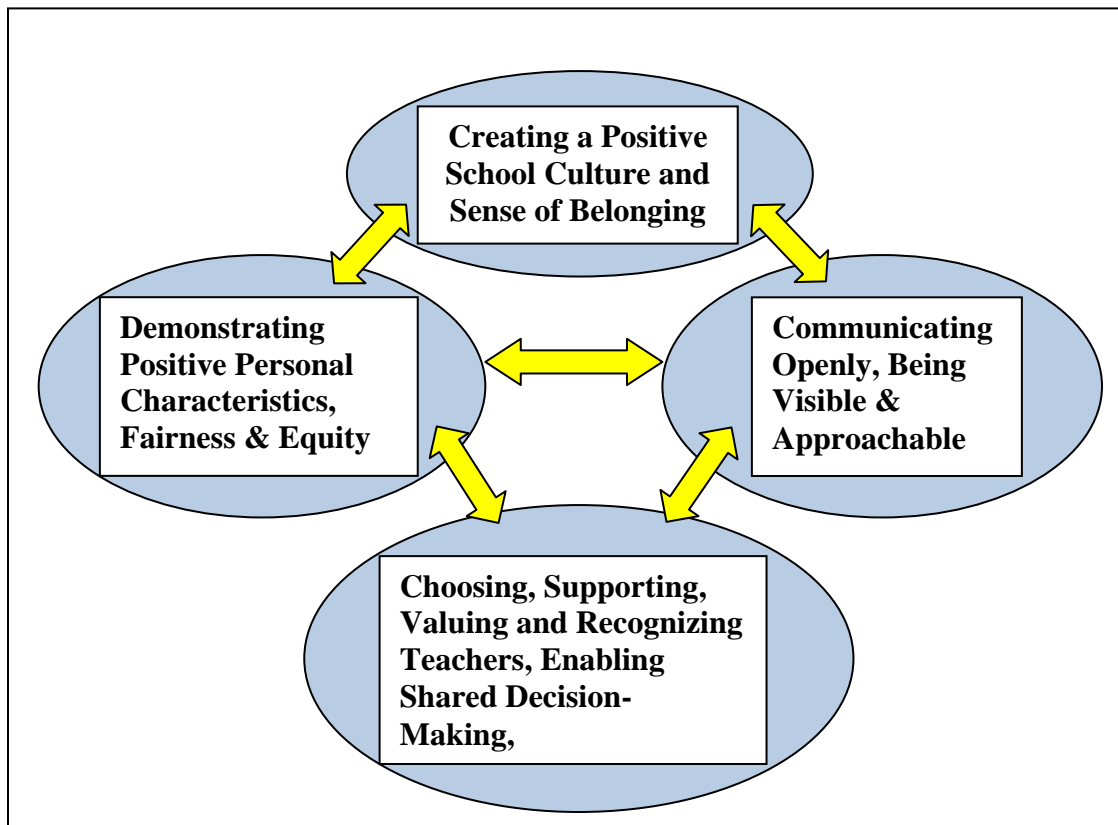 Creating a Positive
School Culture and
Sense of Belonging
Demonstrating
Positive Personal
Characteristics,
Fairness & Equity
Communicating
Openly, Being
Visible &
Approachable
Choosing, Supporting,
Valuing and Recognizing
Teachers, Enabling
Shared Decision-
Making,